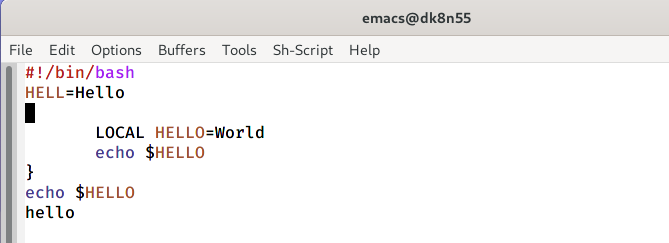 emacs@dk8n55
File Edit Options Buffers Tools Sh-Script Help
#!/bin/bash
HELL=Hello
LOCAL HELLO=World
echo $HELLO
}
echo $HELLO
hello